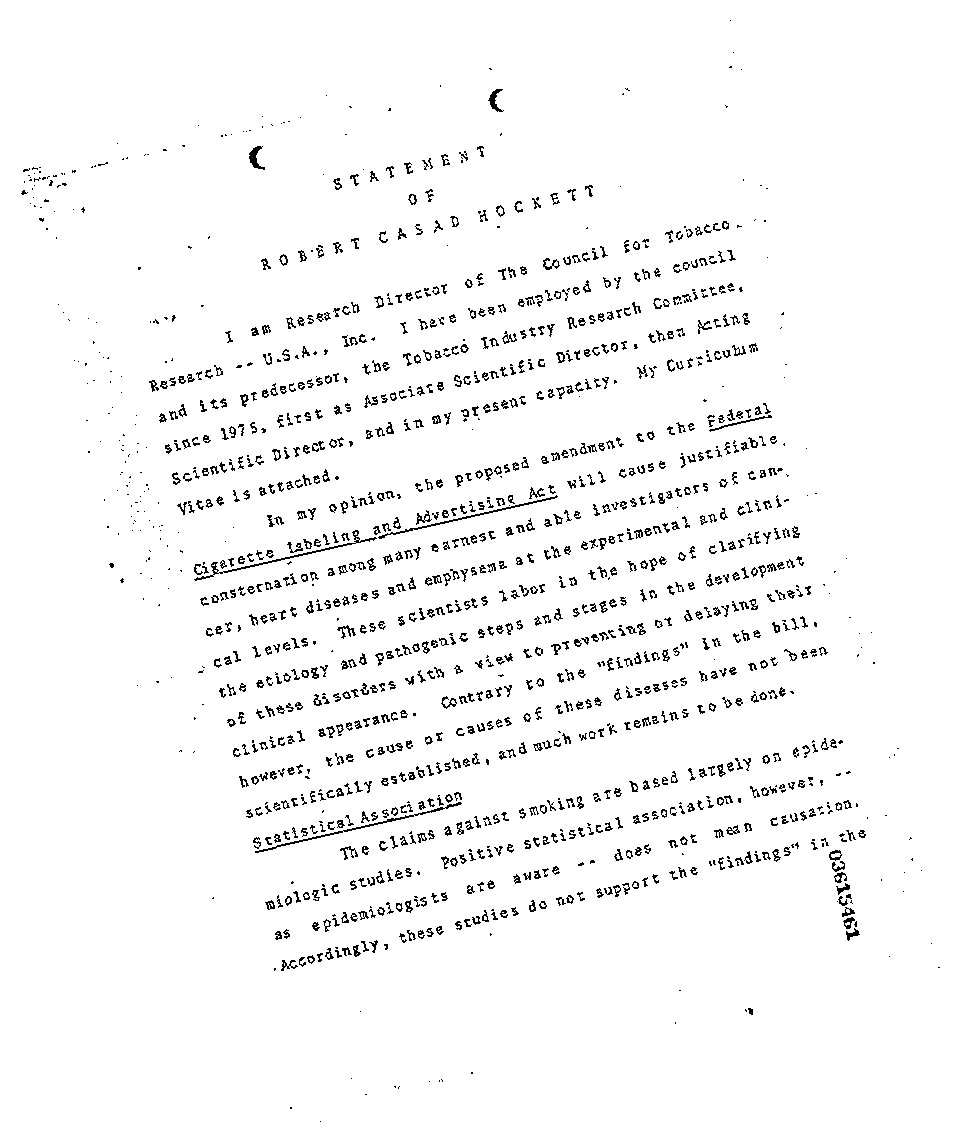 STATEMENT
OF
ROBERT CASAD HOCKETT
I am Research Director of The Council for Tobacco
Research -- U.S.A., Inc. I have been employed by the council
and its predecessor, the Tobacco Industry Research Committee,
since 1975, first as Associate Scientific Director, then Acting
Scientific Director, and in my present capacity. My Curriculum
Vitae is attached.
In my opinion, the proposed amendment to the Federal
Cigarette Labeling and Advertising Act will cause justifiable
consternation among many earnest and able investigators of can-
cer, heart diseases and emphysema at the experimental and clini-
cal levels. These scientists labor in the hope of clarifying
the etiology and pathogenic steps and stages in the development
of these disorders with a view to preventing or delaying their
clinical appearance. Contrary to the "findings" in the bill,
however, the cause or causes of these diseases have not been
scientifically established, and much work remains to be done.
Statistical Association
The claims against smoking are based largely on epide-
miologic studies. Positive statistical association, however, --
as epidemiologists are aware -- does not mean causation.
Accordingly, these studies do not support the "findings" in the
03615461